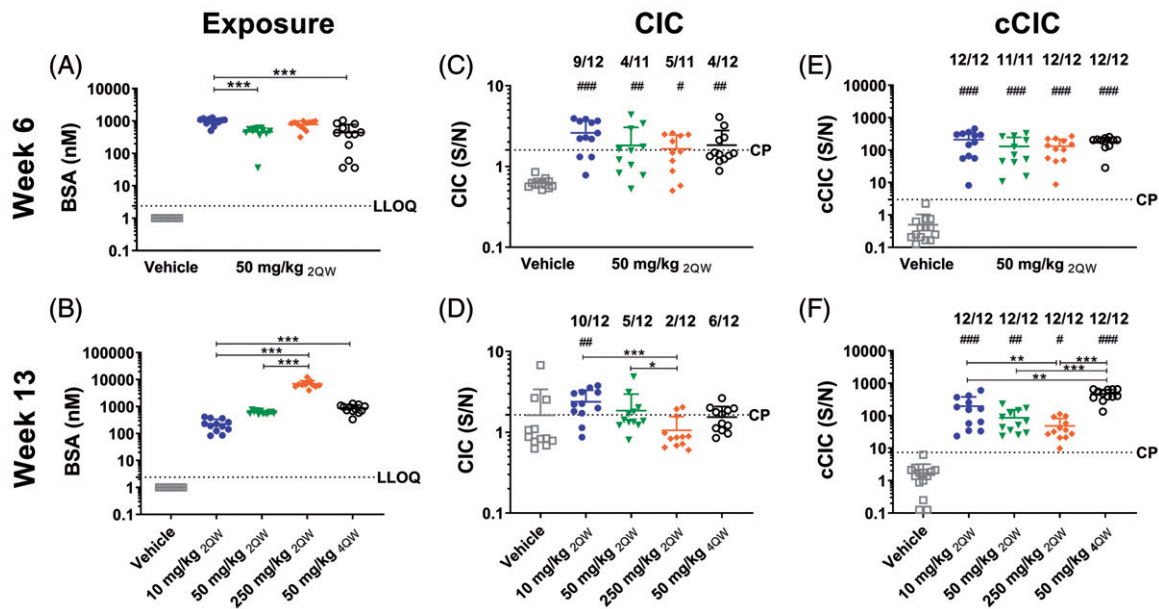 Exposure
CIC
cCIC
Week 6
(A)
BSA (nM)
10000
1000
100
10
1
0.1
***
***
LLOQ
Vehicle
50 mg/kg 2QW
(C)
CIC (S/N)
10
1
0.1
9/12 4/11 5/11 4/12
### ## # ##
CP
Vehicle
50 mg/kg 2QW
(E)
cCIC (S/N)
10000
1000
100
10
1
0.1
12/12 11/11 12/12 12/12
### ### ### ###
CP
Vehicle
50 mg/kg 2QW
Week 13
(B)
BSA (nM)
100000
10000
1000
100
10
1
0.1
***
***
***
LLOQ
Vehicle
10 mg/kg 2QW
50 mg/kg 2QW
250 mg/kg 2QW
50 mg/kg 4QW
(D)
CIC (S/N)
10
1
0.1
10/12 5/12 2/12 6/12
##
***
*
CP
Vehicle
10 mg/kg 2QW
50 mg/kg 2QW
250 mg/kg 2QW
50 mg/kg 4QW
(F)
cCIC (S/N)
10000
1000
100
10
1
0.1
12/12 12/12 12/12 12/12
### ## # ###
** ***
***
**
CP
Vehicle
10 mg/kg 2QW
50 mg/kg 2QW
250 mg/kg 2QW
50 mg/kg 4QW